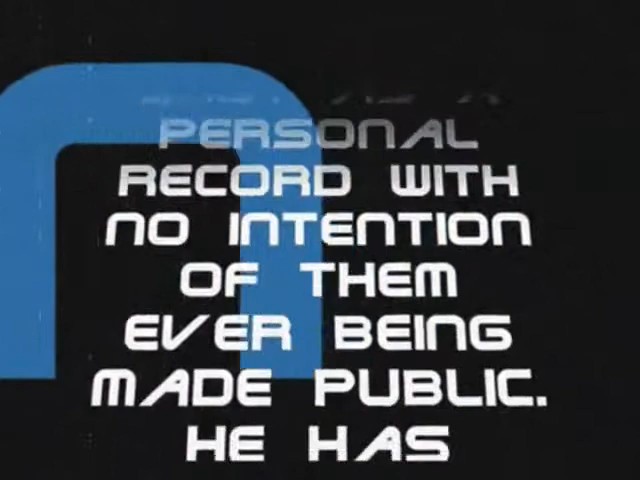 PERSONAL
RECORD WITH
NO INTENTION
OF THEM
EVER BEING
MADE PUBLIC.
HE HAS